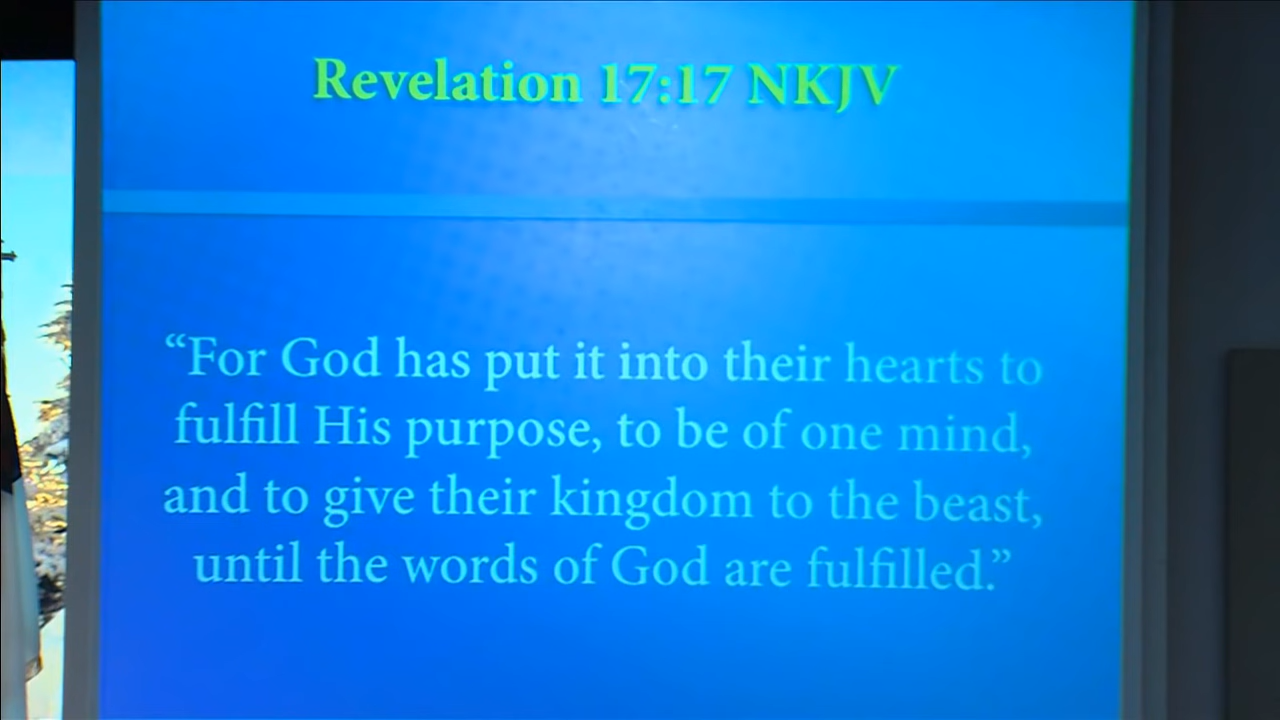 Revelation 17:17 NKJV
“For God has put it into their hearts to
fulfill His purpose, to be of one mind,
and to give their kingdom to the beast,
until the words of God are fulfilled.”